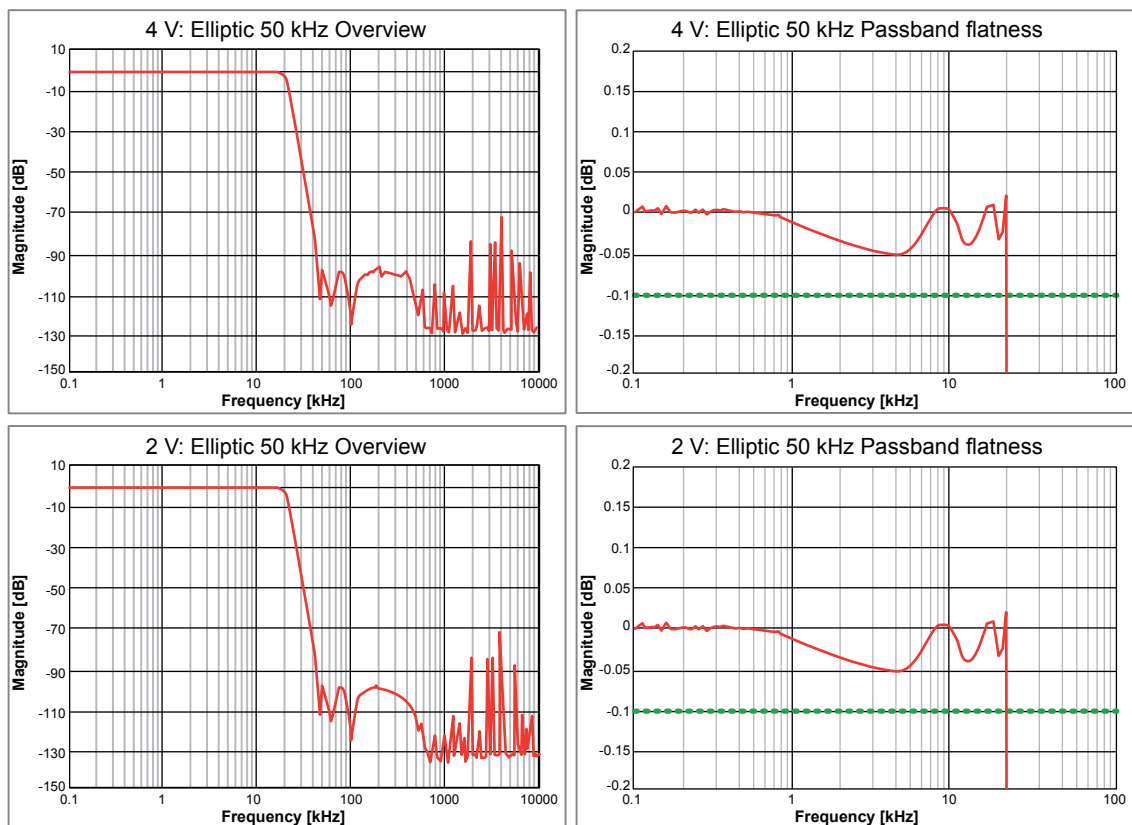 4 V: Elliptic 50 kHz Overview
Magnitude [dB]
10
-10
-30
-50
-70
-90
-110
-130
-150
0.1 1 10 100 1000 10000
Frequency [kHz]
4 V: Elliptic 50 kHz Passband flatness
Magnitude [dB]
0.2
0.15
0.1
0.05
0
-0.05
-0.1
-0.15
-0.2
0.1 1 10 100
Frequency [kHz]
2 V: Elliptic 50 kHz Overview
Magnitude [dB]
10
-10
-30
-50
-70
-90
-110
-130
-150
0.1 1 10 100 1000 10000
Frequency [kHz]
2 V: Elliptic 50 kHz Passband flatness
Magnitude [dB]
0.2
0.15
0.1
0.05
0
-0.05
-0.1
-0.15
-0.2
0.1 1 10 100
Frequency [kHz]